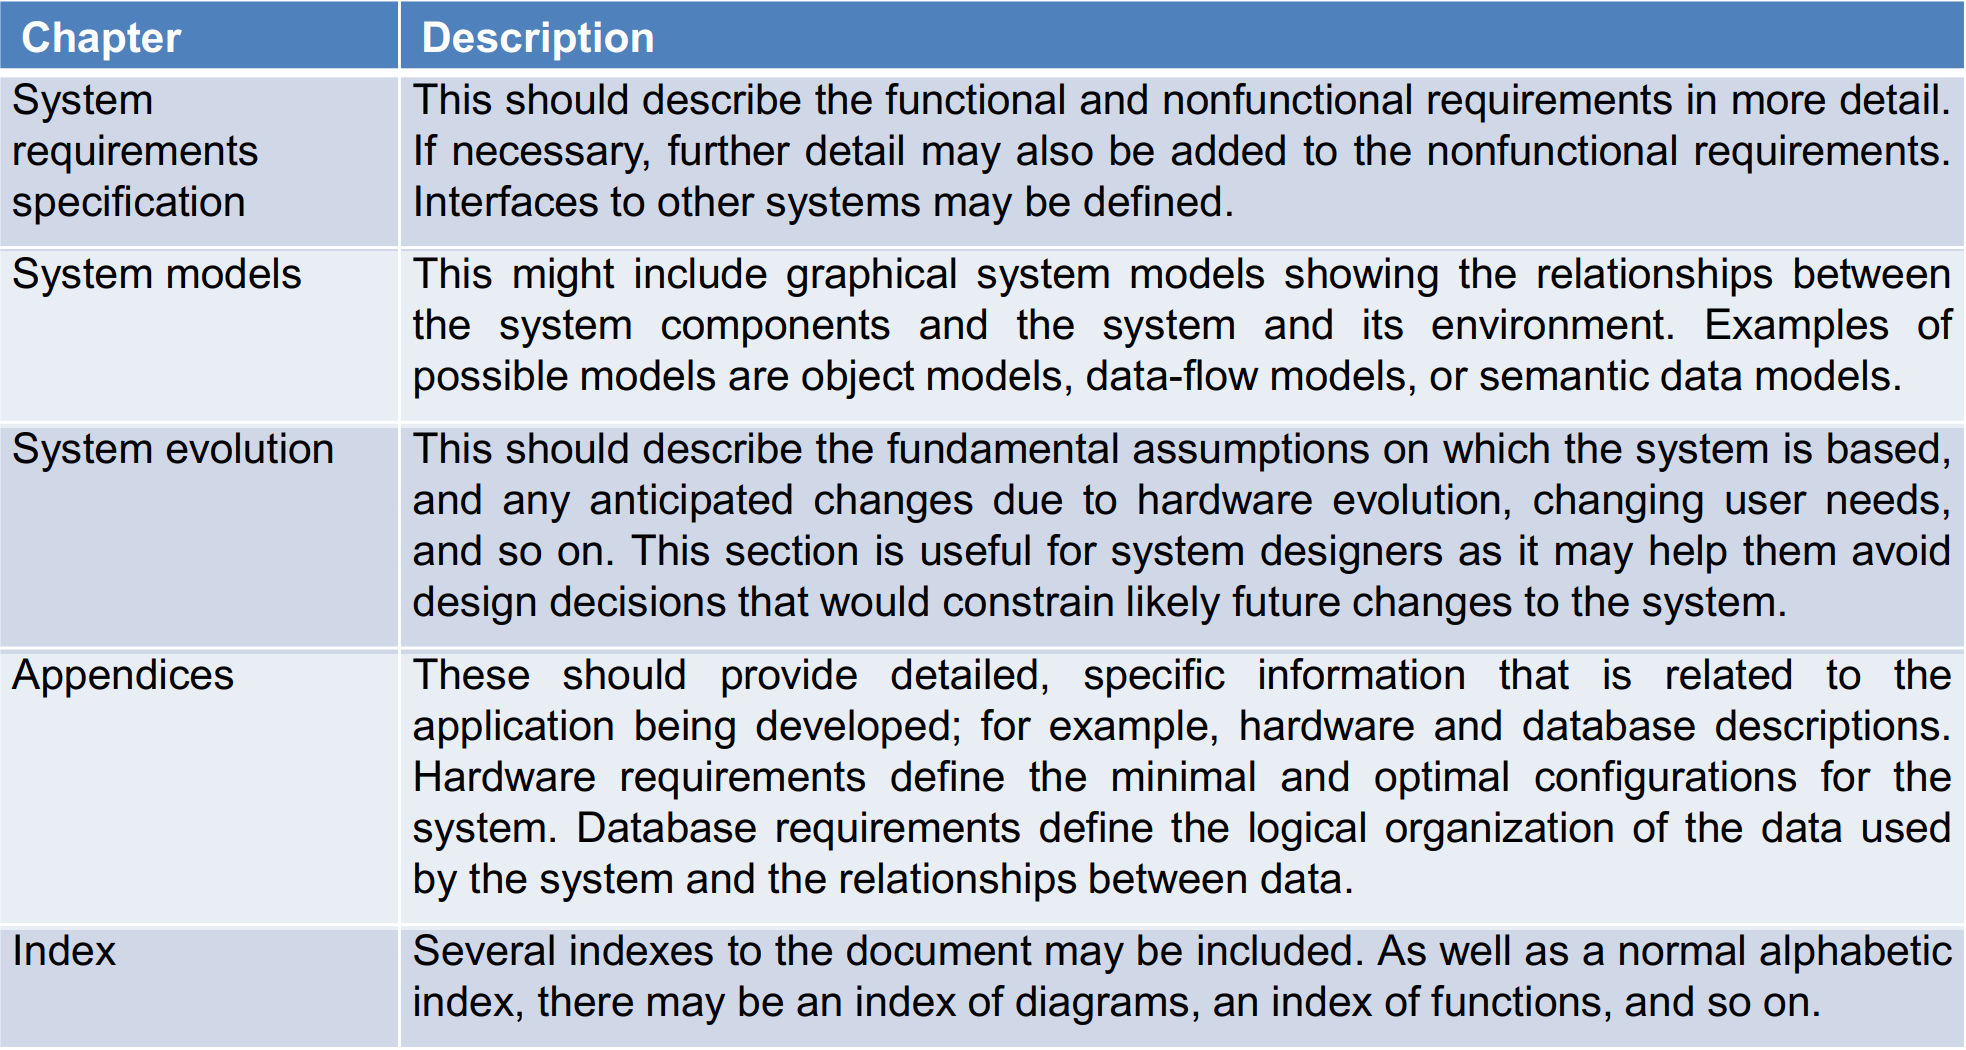 Chapter
Description
System
requirements
specification
This should describe the functional and nonfunctional requirements in more detail.
If necessary, further detail may also be added to the nonfunctional requirements.
Interfaces to other systems may be defined.
System models
This might include graphical system models showing the relationships between
the system components and the system and its environment. Examples of
possible models are object models, data-flow models, or semantic data models.
System evolution
This should describe the fundamental assumptions on which the system is based,
and any anticipated changes due to hardware evolution, changing user needs,
and so on. This section is useful for system designers as it may help them avoid
design decisions that would constrain likely future changes to the system.
Appendices
These should provide detailed, specific information that is related to the
application being developed; for example, hardware and database descriptions.
Hardware requirements define the minimal and optimal configurations for the
system. Database requirements define the logical organization of the data used
by the system and the relationships between data.
Index
Several indexes to the document may be included. As well as a normal alphabetic
index, there may be an index of diagrams, an index of functions, and so on.